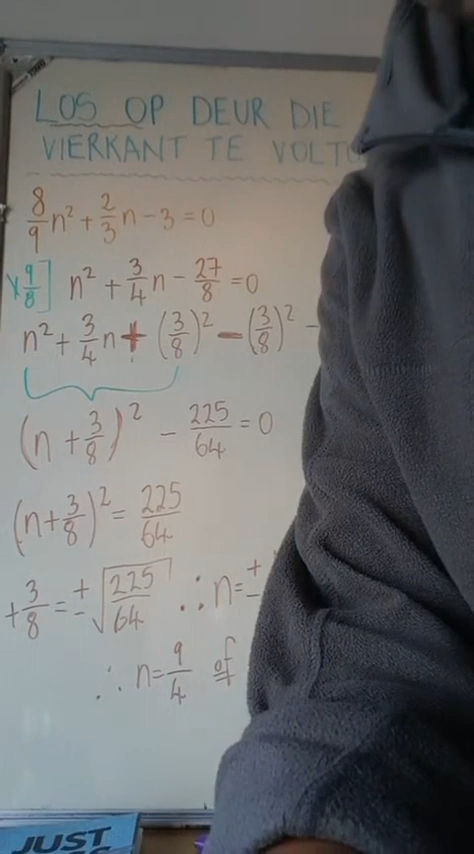 LOS OP DEUR DIE
VIERKANT TE
8/9 n² + 2/3 n - 3 = 0
×9/8] n² + 3/4 n - 27/8 = 0
n² + 3/4 n + (3/8)² - (3/8)² -
(n + 3/8)² - 225/64 = 0
(n + 3/8)² = 225/64
+ 3/8 = ±√225/64 ∴ n = ±
∴ n = 9/4 of
JUST